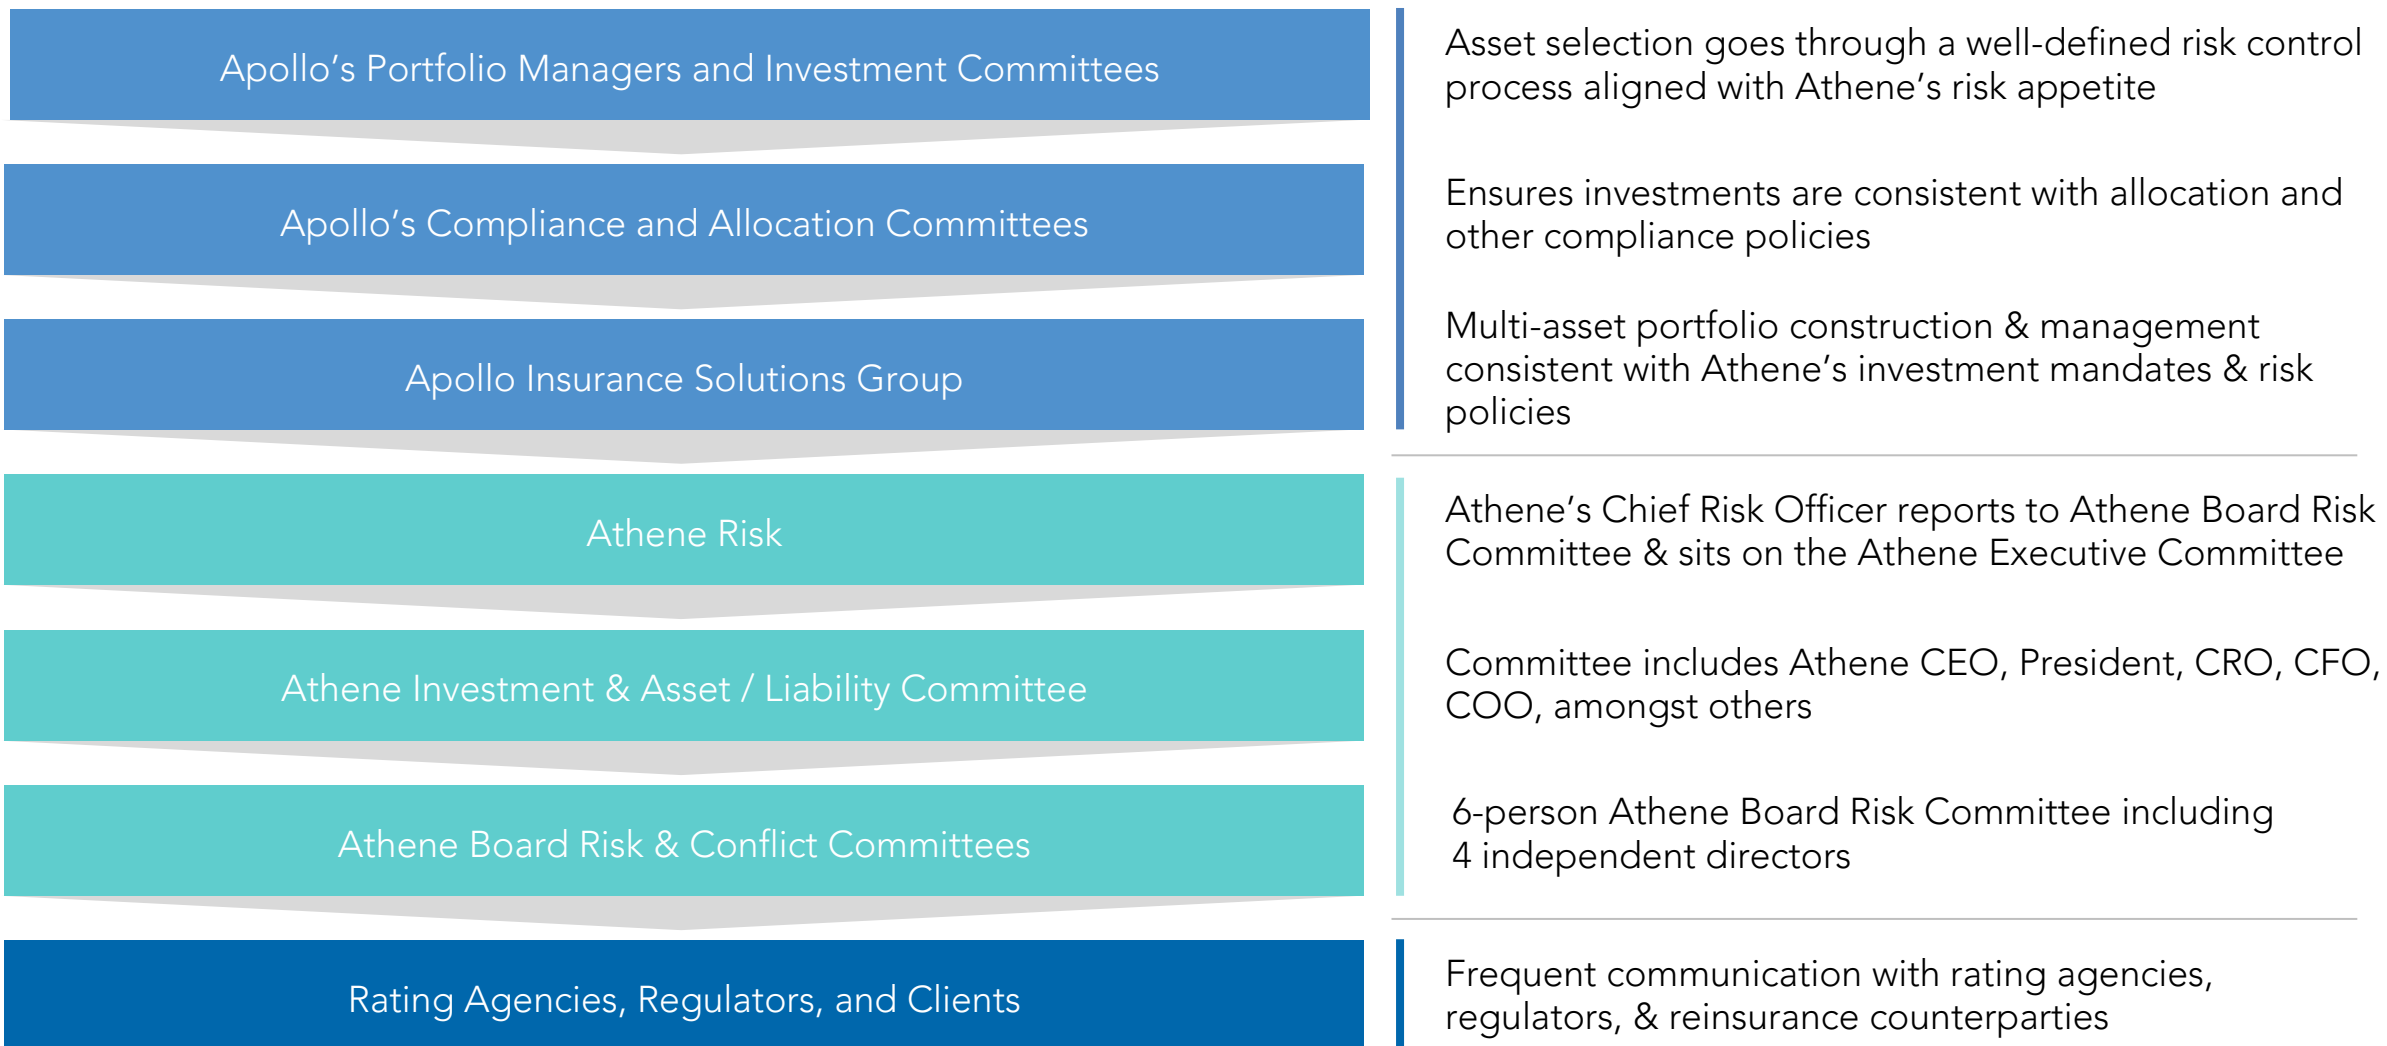 Apollo’s Portfolio Managers and Investment Committees
Asset selection goes through a well-defined risk control
process aligned with Athene’s risk appetite
Apollo’s Compliance and Allocation Committees
Ensures investments are consistent with allocation and
other compliance policies
Apollo Insurance Solutions Group
Multi-asset portfolio construction & management
consistent with Athene’s investment mandates & risk
policies
Athene Risk
Athene’s Chief Risk Officer reports to Athene Board Risk
Committee & sits on the Athene Executive Committee
Athene Investment & Asset / Liability Committee
Committee includes Athene CEO, President, CRO, CFO,
COO, amongst others
Athene Board Risk & Conflict Committees
6-person Athene Board Risk Committee including
4 independent directors
Rating Agencies, Regulators, and Clients
Frequent communication with rating agencies,
regulators, & reinsurance counterparties